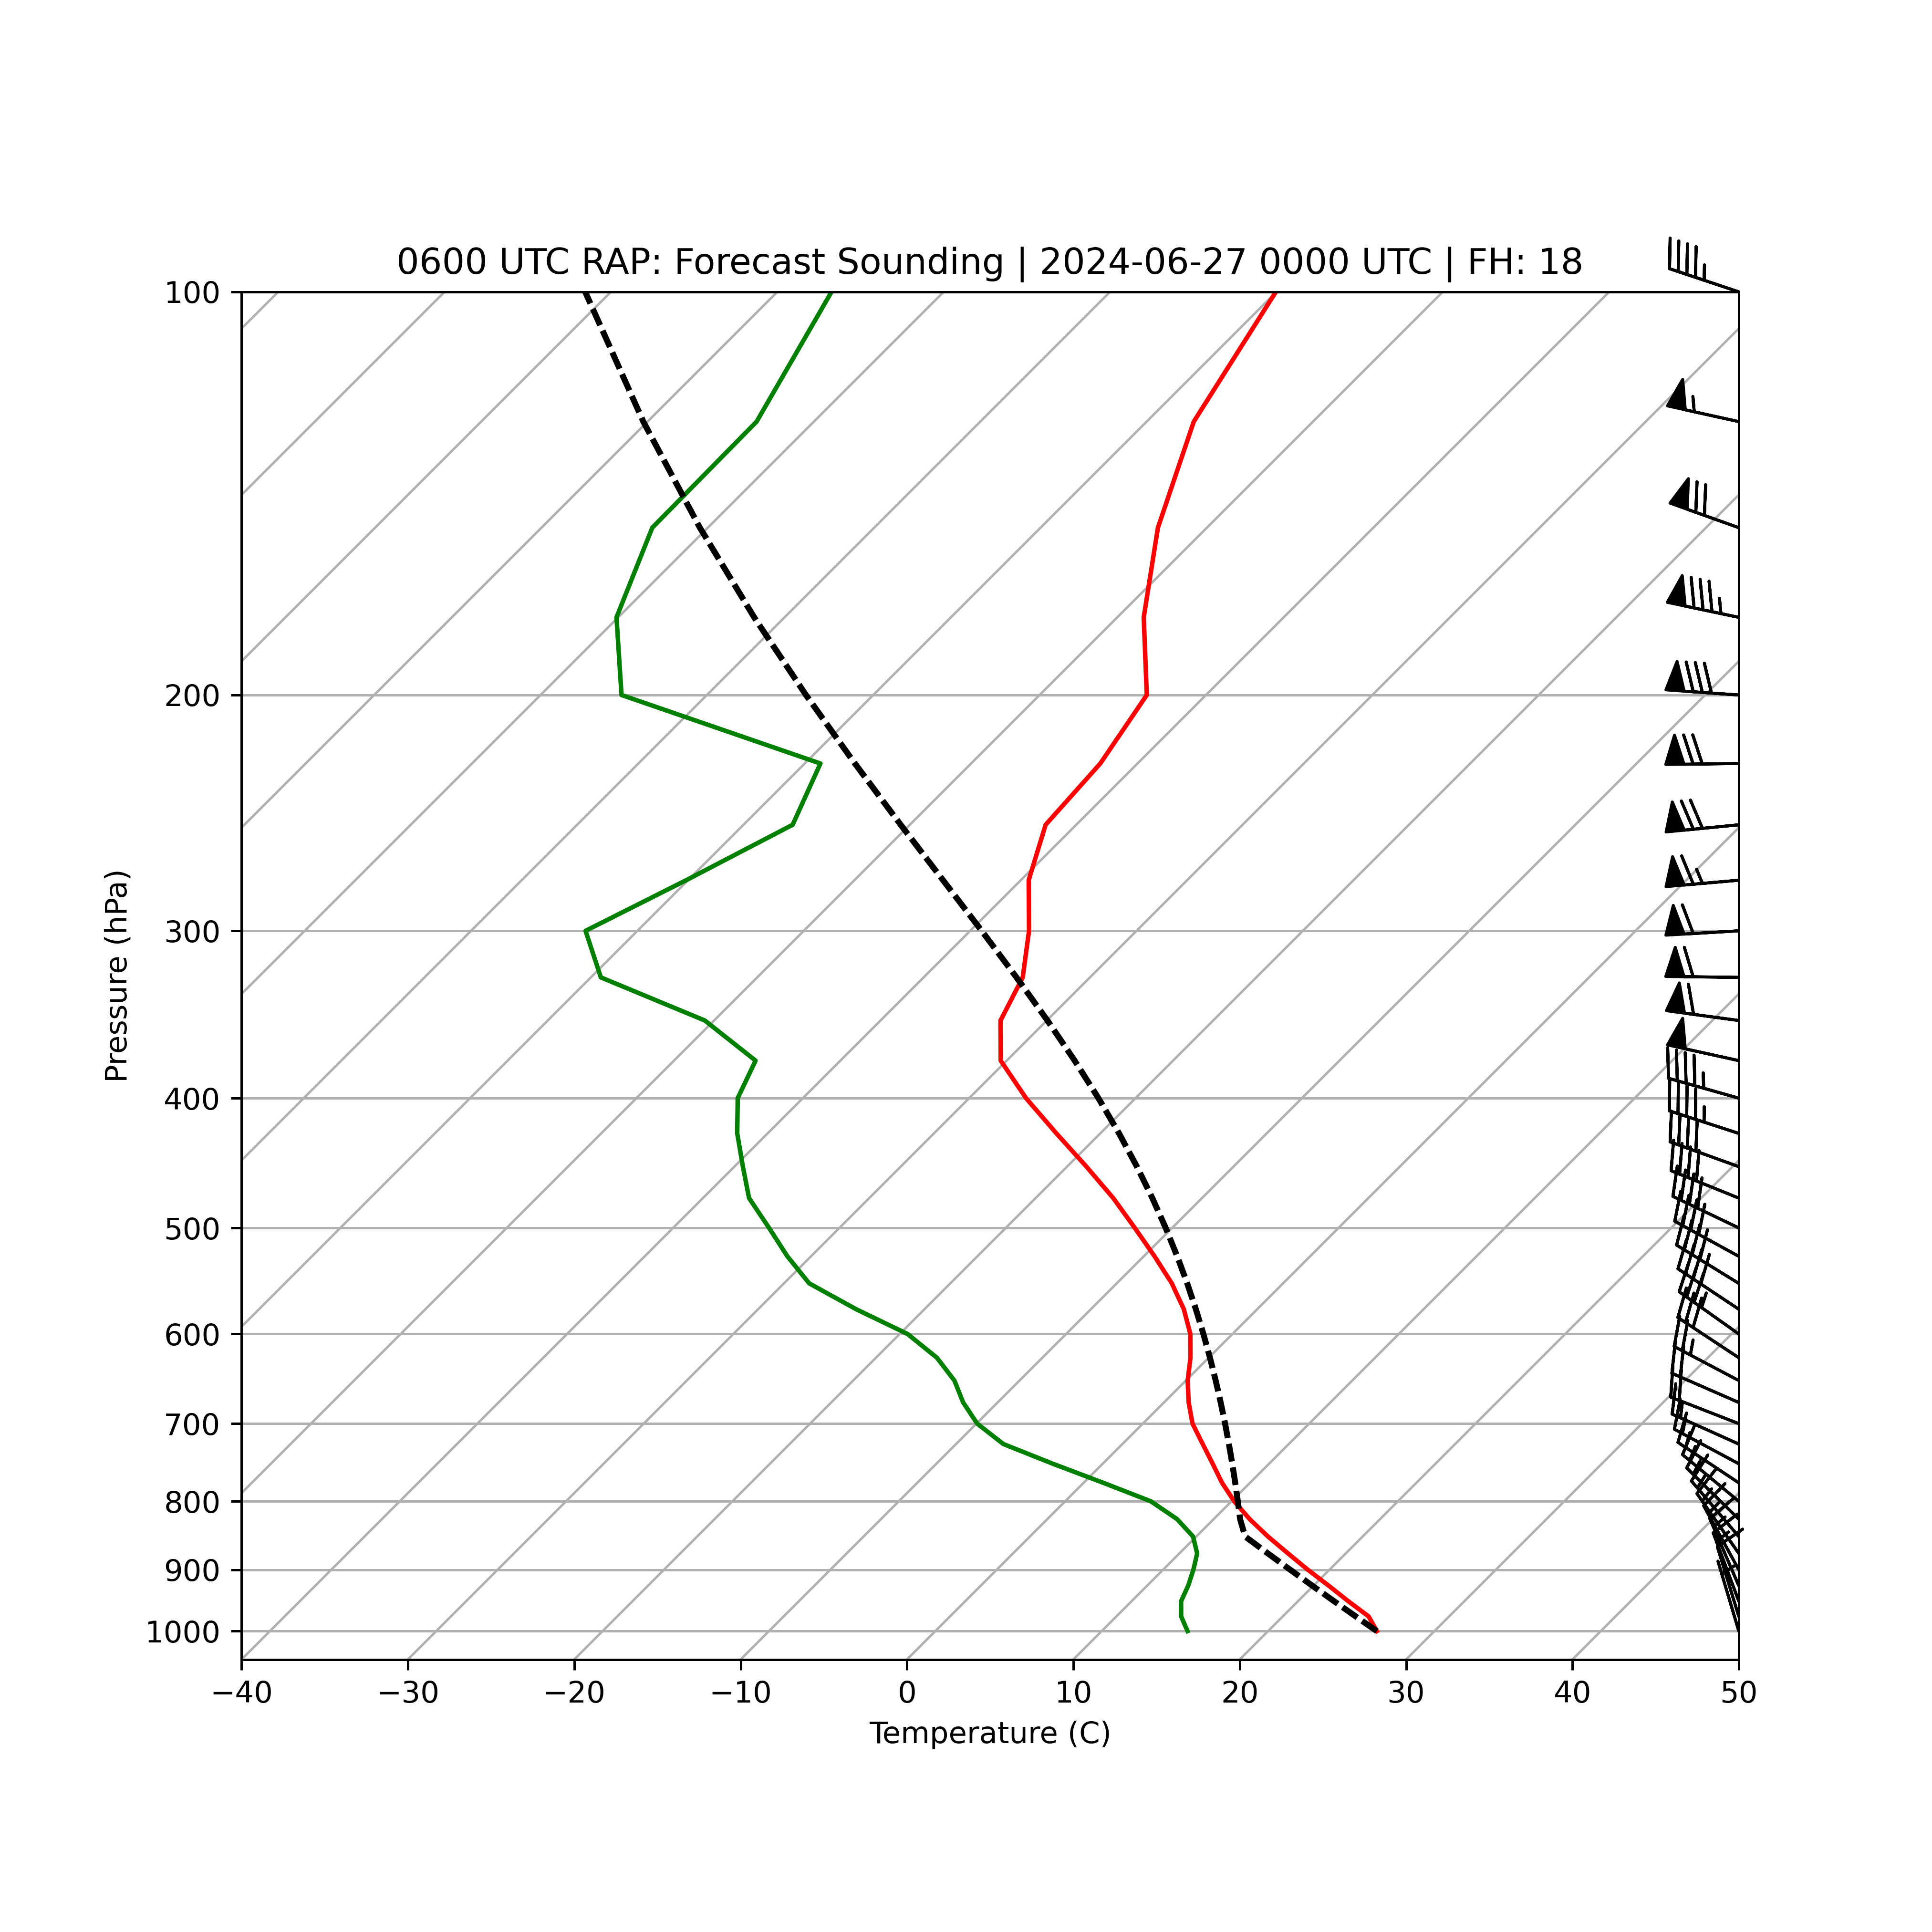 0600 UTC RAP: Forecast Sounding | 2024-06-27 0000 UTC | FH: 18
100
200
300
400
500
600
700
800
900
1000
Pressure (hPa)
−40 −30 −20 −10 0 10 20 30 40 50
Temperature (C)